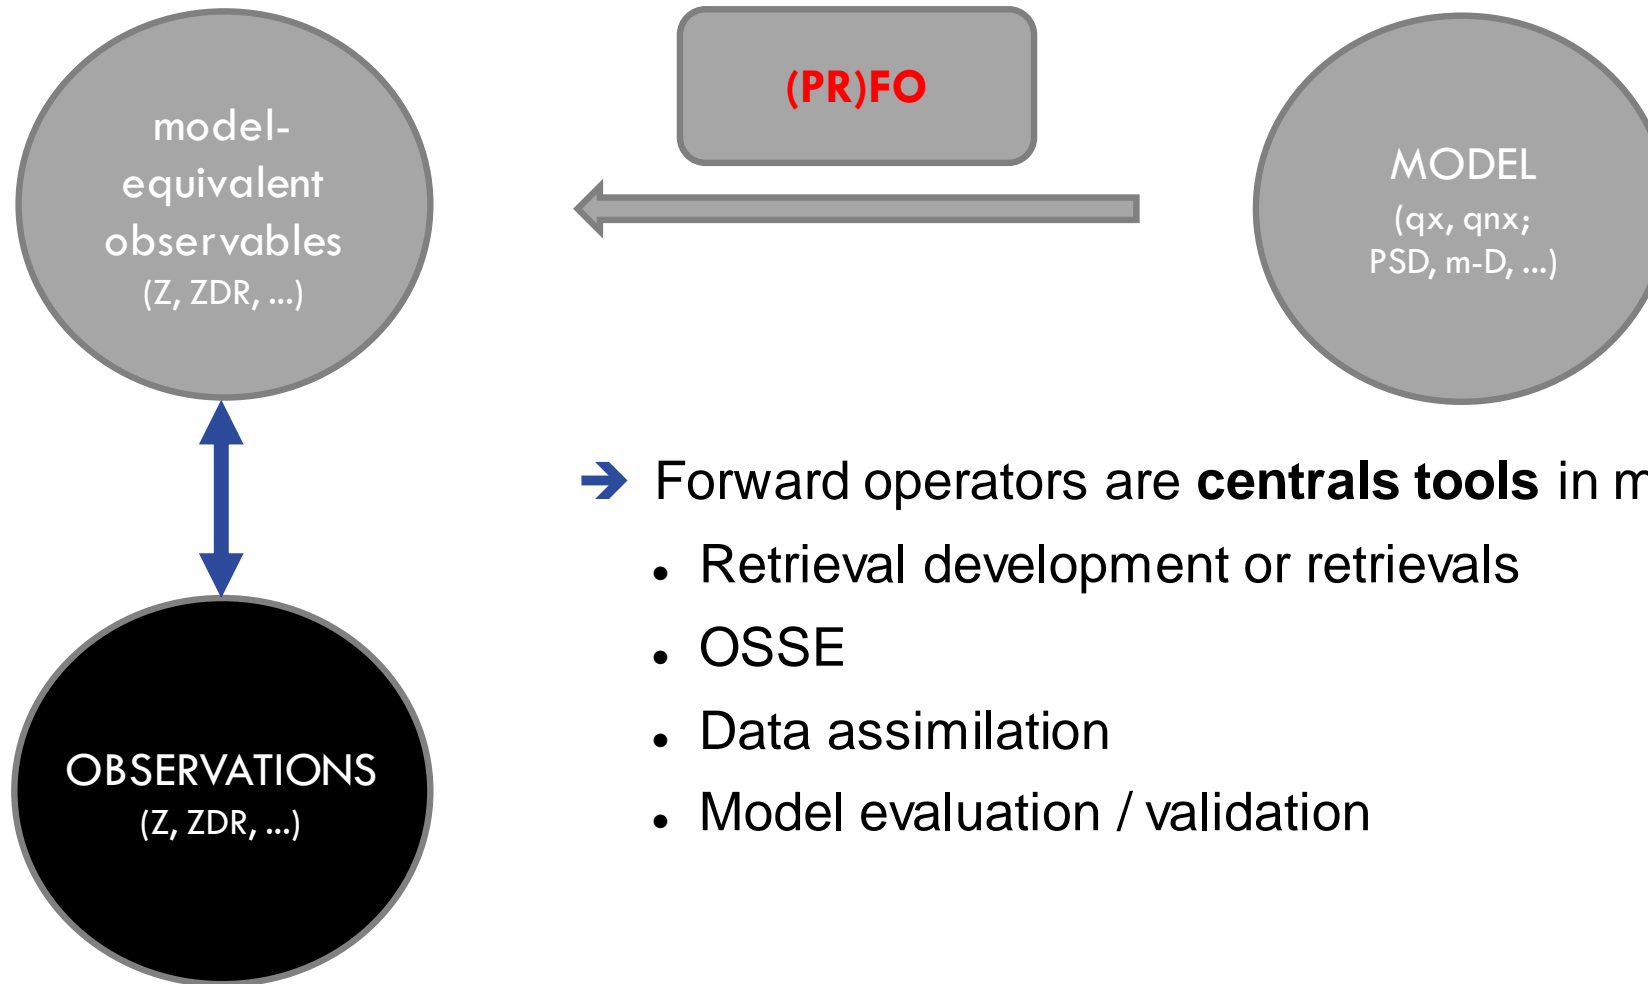 (PR)FO
model-
equivalent
observables
(Z, ZDR, ...)
MODEL
(qx, qnx;
PSD, m-D, ...)
Forward operators are centrals tools in m
• Retrieval development or retrievals
• OSSE
• Data assimilation
• Model evaluation / validation
OBSERVATIONS
(Z, ZDR, ...)